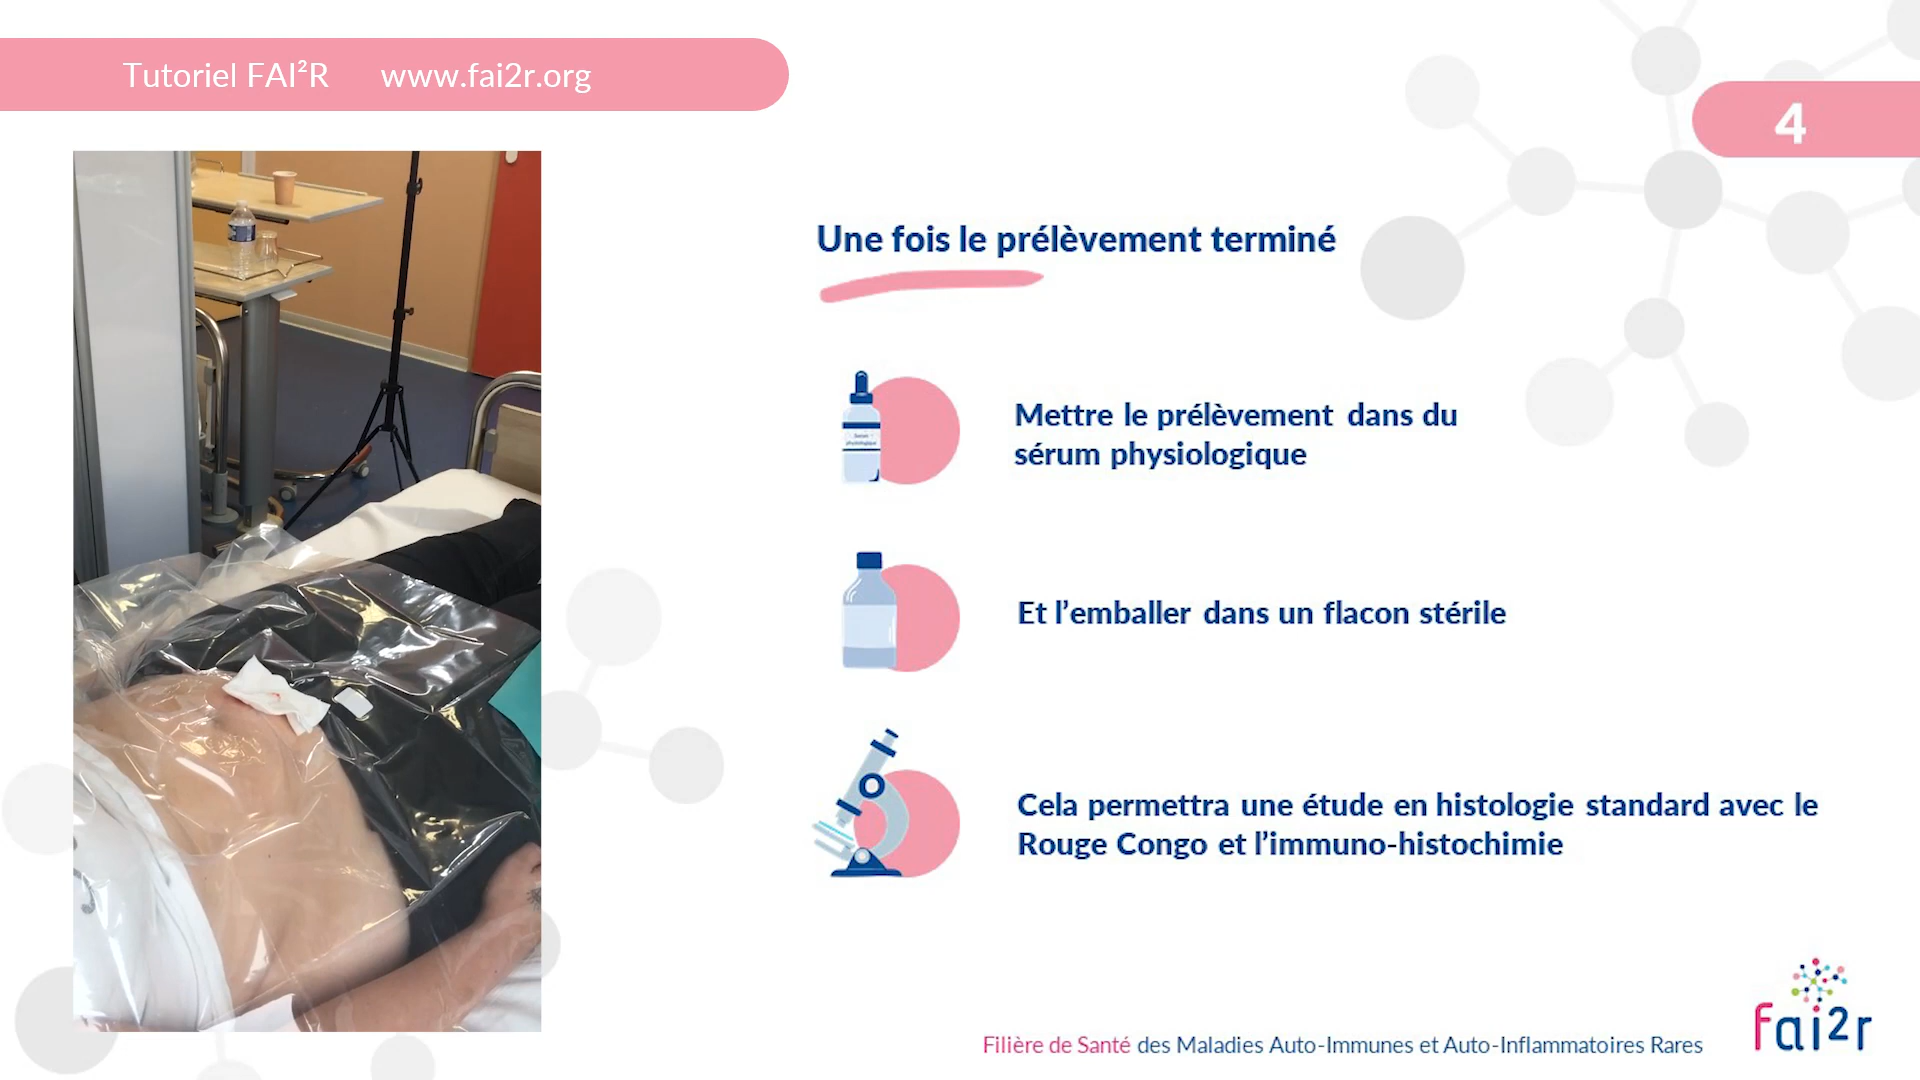 Tutoriel FAI²R www.fai2r.org
4
Une fois le prélèvement terminé
Mettre le prélèvement dans du
sérum physiologique
Et l’emballer dans un flacon stérile
Cela permettra une étude en histologie standard avec le
Rouge Congo et l’immuno-histochimie
Filière de Santé des Maladies Auto-Immunes et Auto-Inflammatoires Rares
fai2r